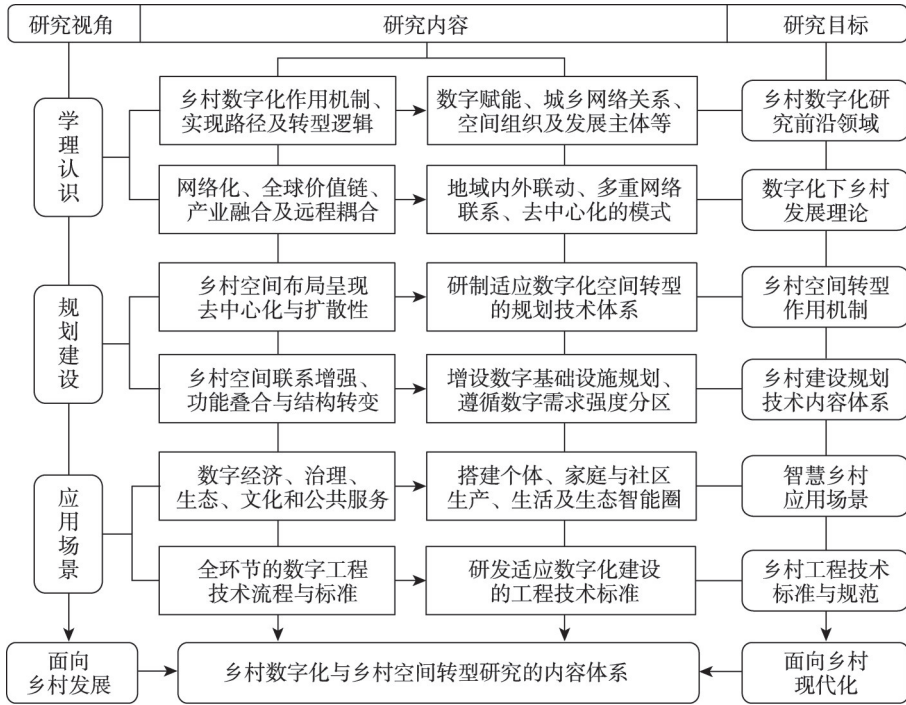 研究视角
研究内容
研究目标
学理认识
乡村数字化作用机制、
实现路径及转型逻辑
数字赋能、城乡网络关系、
空间组织及发展主体等
乡村数字化研
究前沿领域
网络化、全球价值链、
产业融合及远程耦合
地域内外联动、多重网络
联系、去中心化的模式
数字化下乡村
发展理论
规划建设
乡村空间布局呈现
去中心化与扩散性
研制适应数字化空间转型
的规划技术体系
乡村空间转型
作用机制
乡村空间联系增强、
功能叠合与结构转变
增设数字基础设施规划、
遵循数字需求强度分区
乡村建设规划
技术内容体系
应用场景
数字经济、治理、
生态、文化和公共服务
搭建个体、家庭与社区
生产、生活及生态智能圈
智慧乡村
应用场景
全环节的数字工程
技术流程与标准
研发适应数字化建设
的工程技术标准
乡村工程技术
标准与规范
面向
乡村发展
乡村数字化与乡村空间转型研究的内容体系
面向乡村
现代化